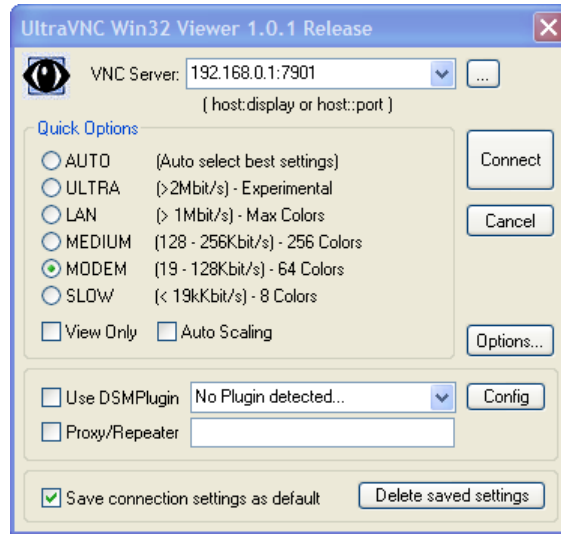 UltraVNC Win32 Viewer 1.0.1 Release
VNC Server: 192.168.0.1:7901 ...
( host:display or host::port )
Quick Options
AUTO (Auto select best settings)
ULTRA (>2Mbit/s) - Experimental
LAN (> 1Mbit/s) - Max Colors
MEDIUM (128 - 256Kbit/s) - 256 Colors
MODEM (19 - 128Kbit/s) - 64 Colors
SLOW (< 19kKbit/s) - 8 Colors
View Only Auto Scaling
Connect
Cancel
Options...
Use DSMPlugin No Plugin detected... Config
Proxy/Repeater
Save connection settings as default Delete saved settings